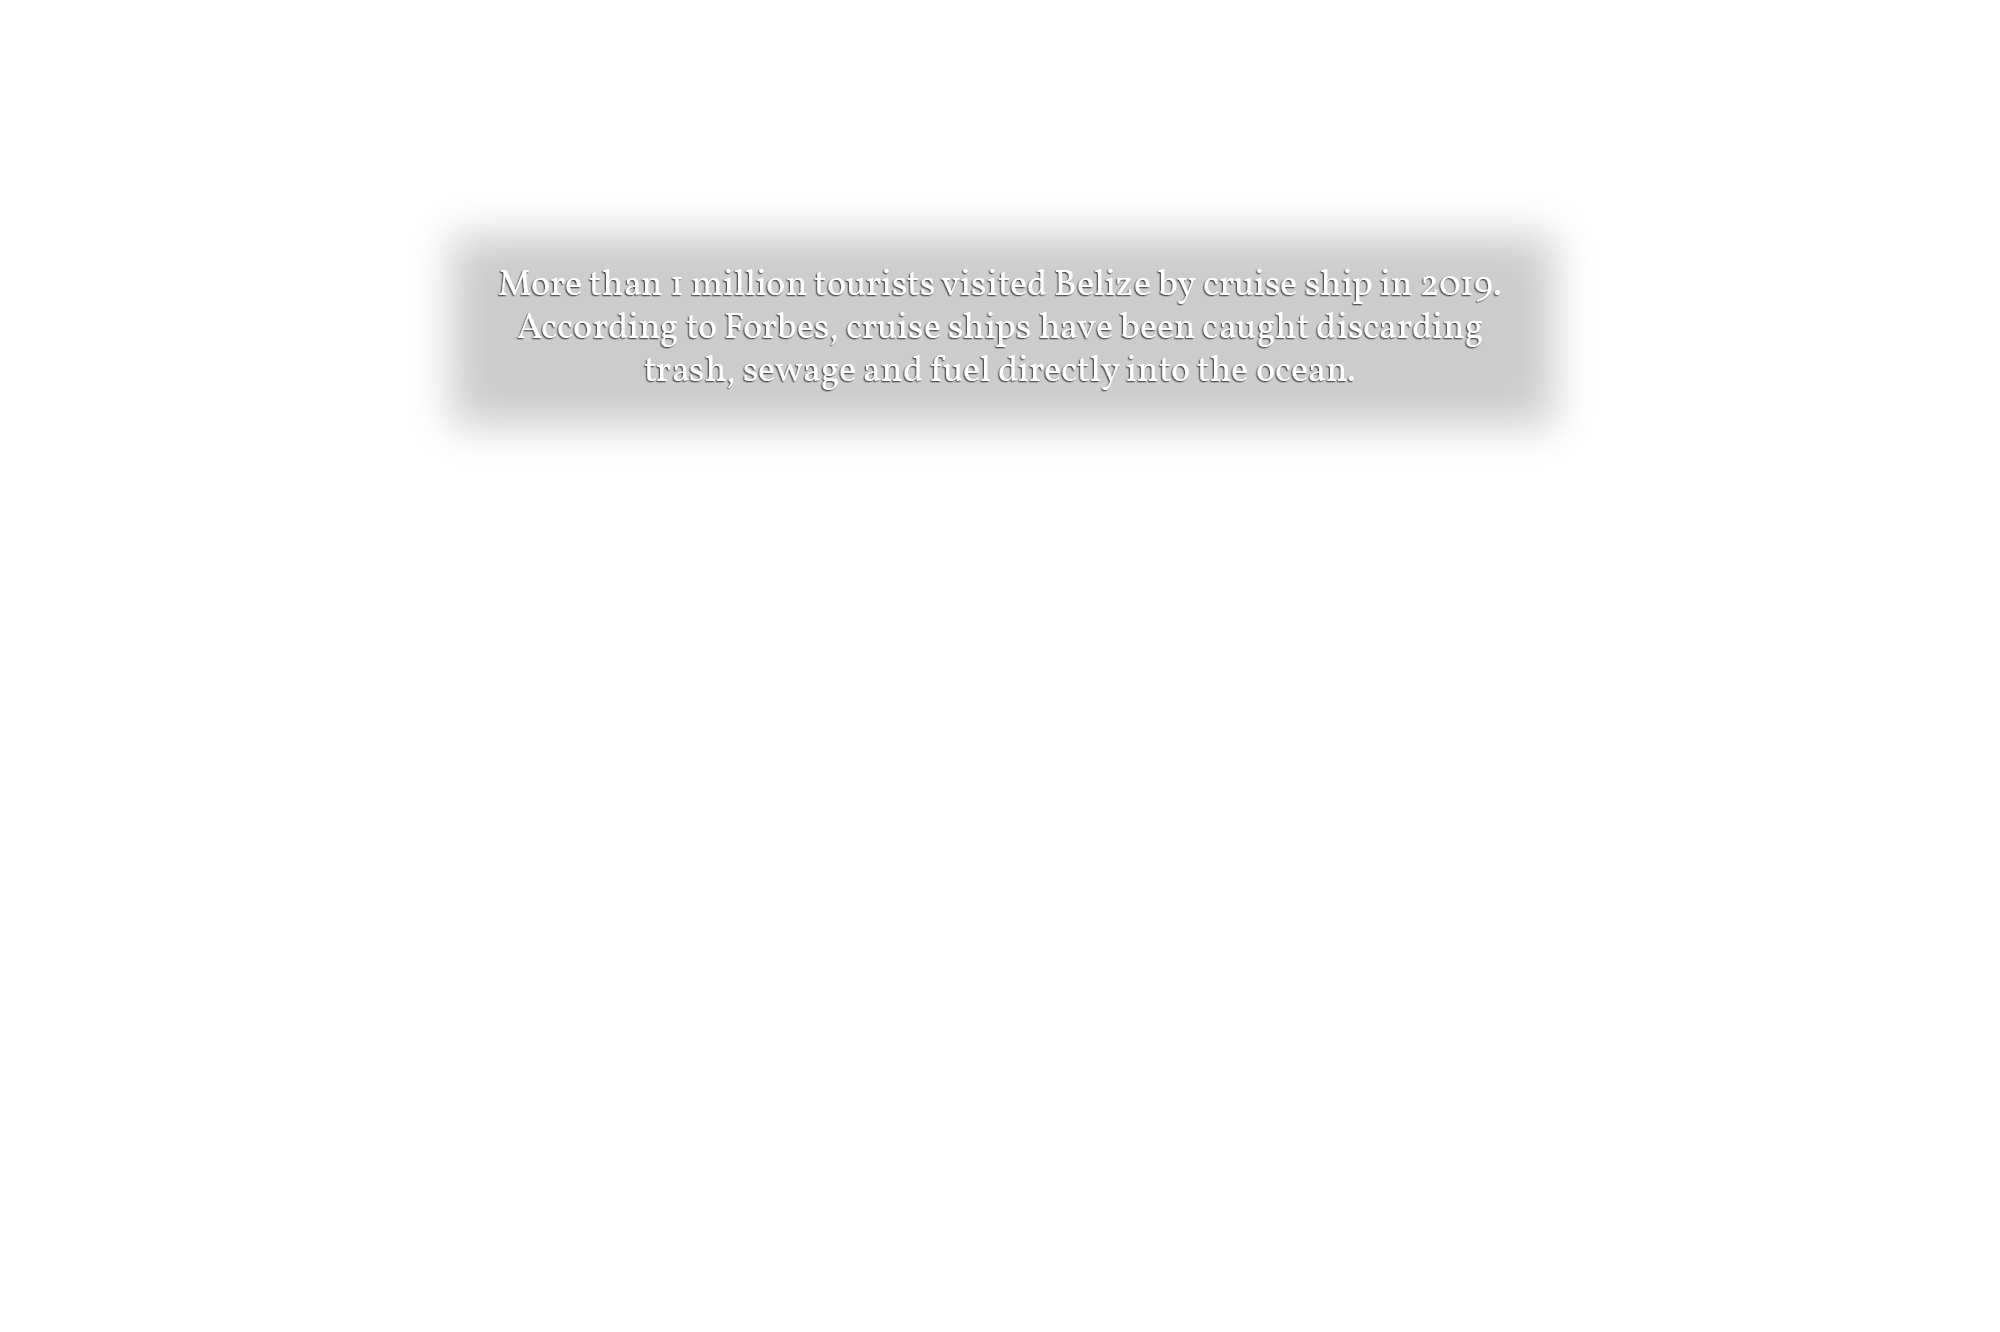 More than 1 million tourists visited Belize by cruise ship in 2019.
According to Forbes, cruise ships have been caught discarding
trash, sewage and fuel directly into the ocean.